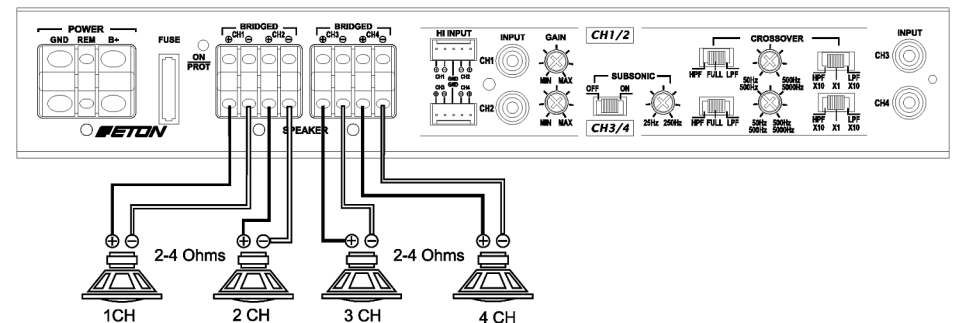 POWER
GND REM B+
FUSE
ON
PROT
BRIDGED
⊕ CH1 ⊖ ⊕ CH2 ⊖
BRIDGED
⊕ CH3 ⊖ ⊕ CH4 ⊖
ETON
SPEAKER
HI INPUT
CH1 CH2
GND
GND
CH3 CH4
INPUT
CH1
CH2
GAIN
MIN MAX
MIN MAX
CH1/2
SUBSONIC
OFF ON
CH3/4
25Hz 250Hz
CROSSOVER
HPF FULL LPF
50Hz 500Hz
500Hz 5000Hz
HPF LPF
X10 X1 X10
HPF FULL LPF
50Hz 500Hz
500Hz 5000Hz
HPF LPF
X10 X1 X10
INPUT
CH3
CH4
⊕ ⊖ ⊕ ⊖ ⊕ ⊖ ⊕ ⊖
2-4 Ohms 2-4 Ohms
1CH 2 CH 3 CH 4 CH